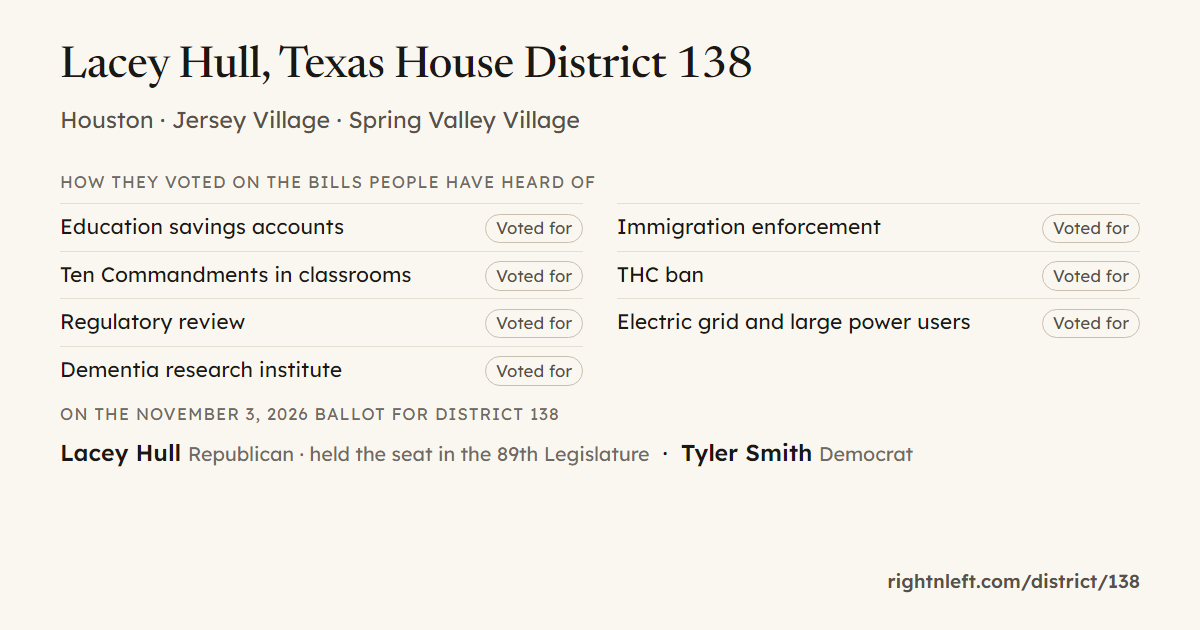 Lacey Hull, Texas House District 138
Houston · Jersey Village · Spring Valley Village
HOW THEY VOTED ON THE BILLS PEOPLE HAVE HEARD OF
Education savings accounts Voted for
Immigration enforcement Voted for
Ten Commandments in classrooms Voted for
THC ban Voted for
Regulatory review Voted for
Electric grid and large power users Voted for
Dementia research institute Voted for
ON THE NOVEMBER 3, 2026 BALLOT FOR DISTRICT 138
Lacey Hull Republican · held the seat in the 89th Legislature · Tyler Smith Democrat
rightnleft.com/district/138